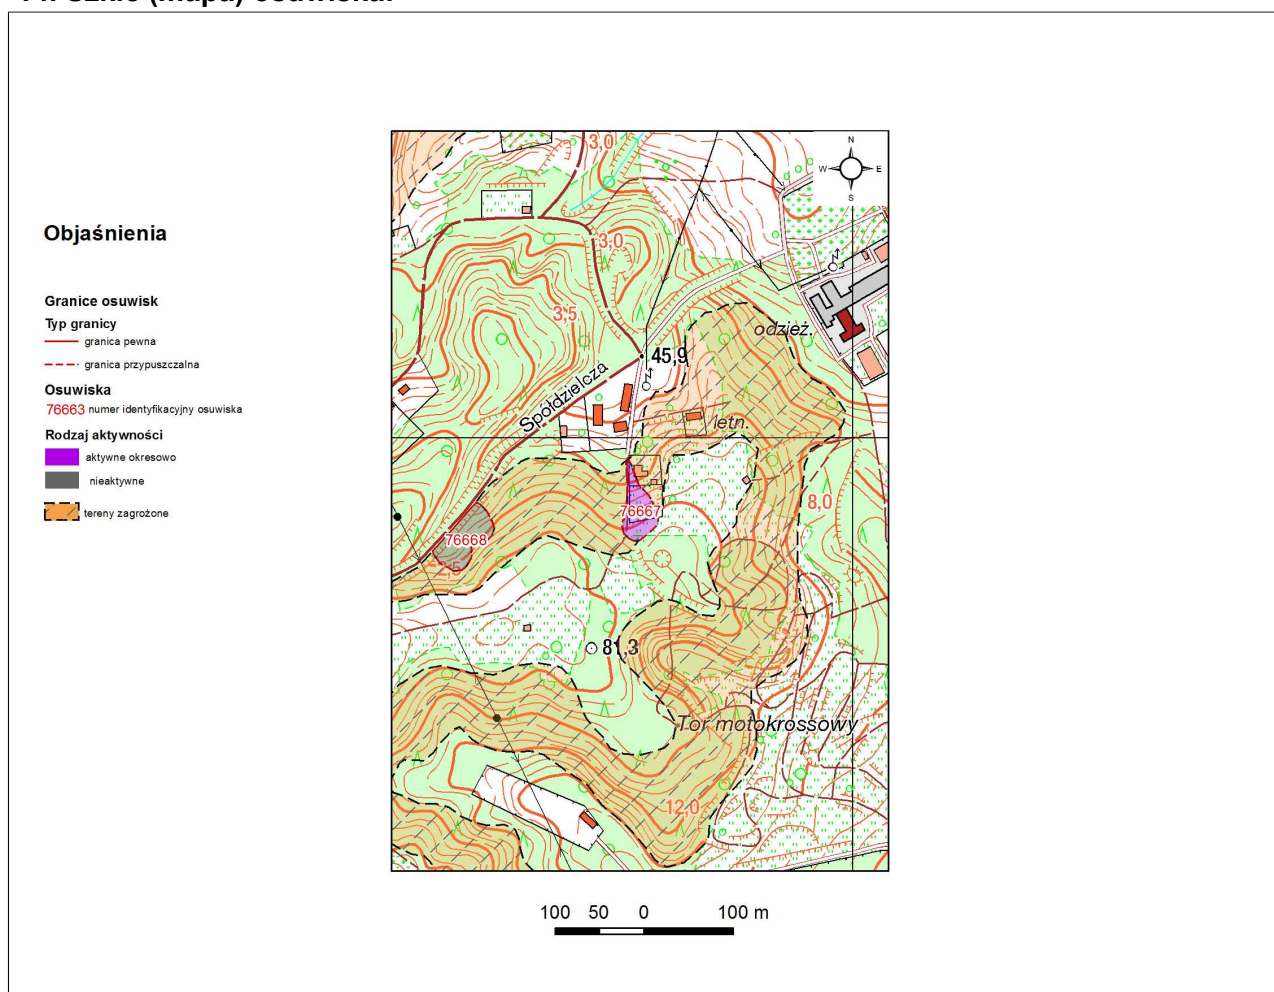 Objaśnienia
Granice osuwisk
Typ granicy
granica pewna
granica przypuszczalna
Osuwiska
76663 numer identyfikacyjny osuwiska
Rodzaj aktywności
aktywne okresowo
nieaktywne
tereny zagrożone
N
W E
S
3,0
3,0
3,5
odzież.
45,9
Spółdzielcza
letn.
8,0
76667
76668
2,5
81,3
Tor motokrossowy
12,0
100 50 0 100 m